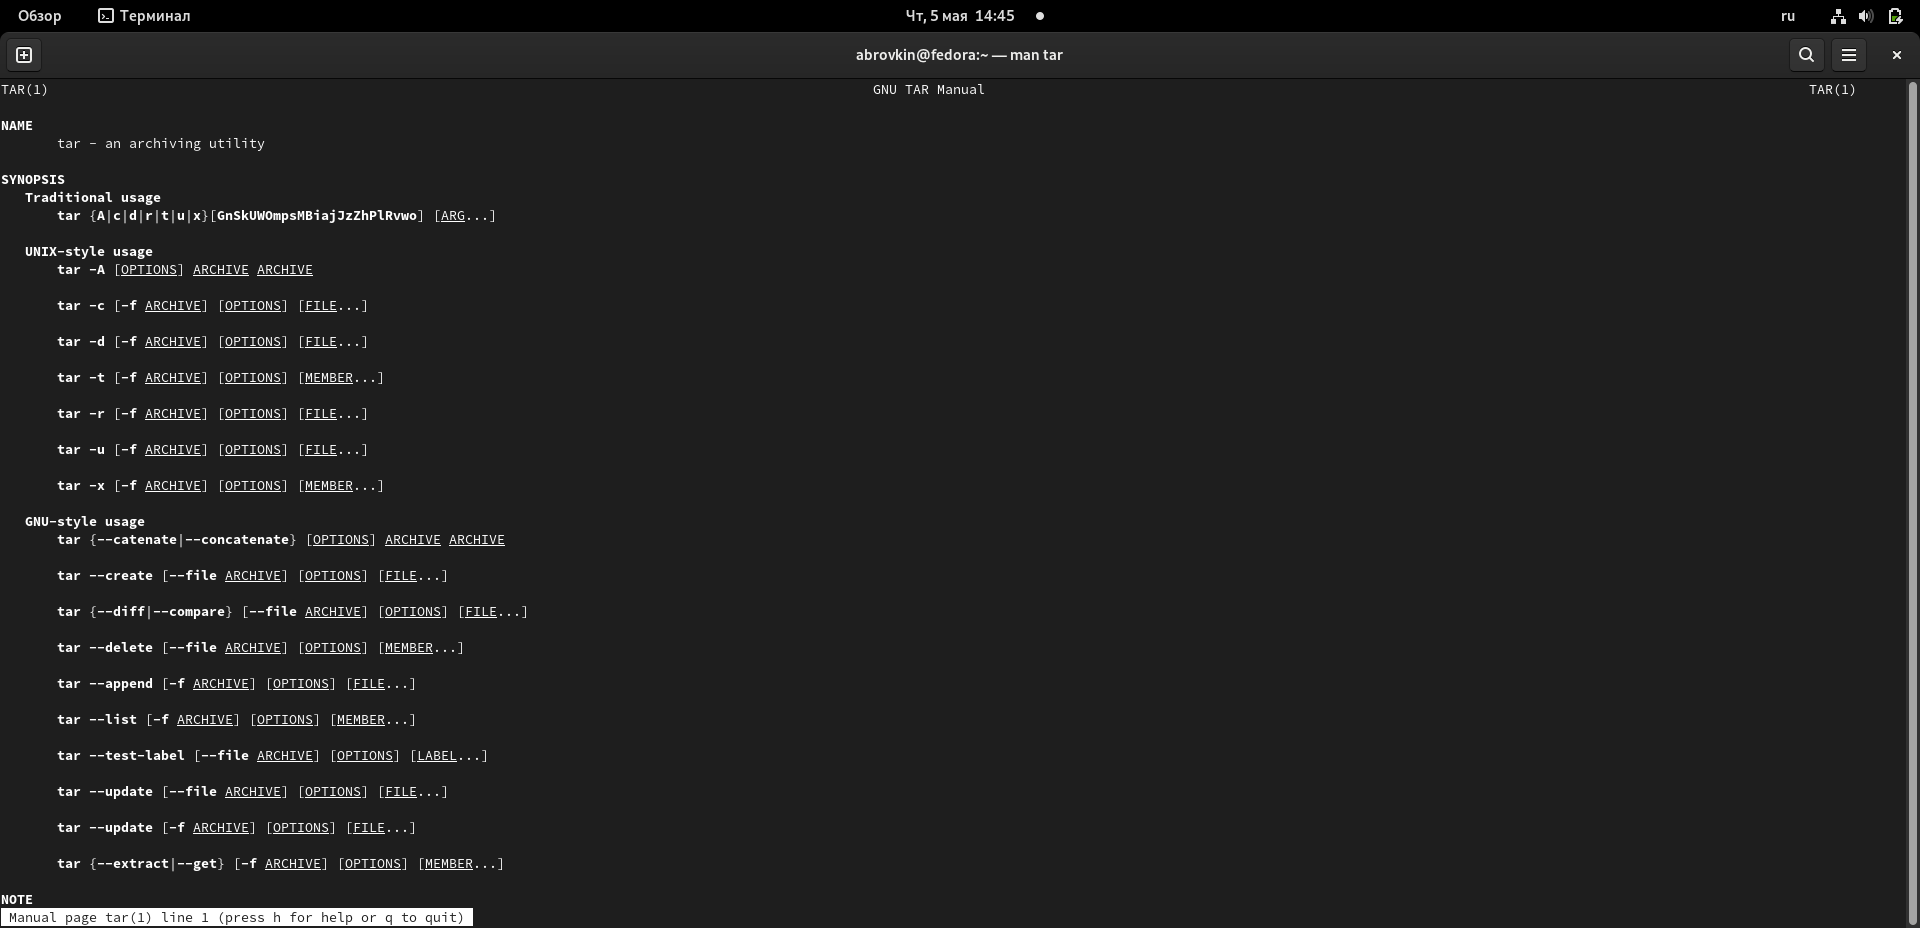 Обзор Терминал Чт, 5 мая 14:45 ru
abrovkin@fedora:~ — man tar
TAR(1) GNU TAR Manual TAR(1)
NAME
tar - an archiving utility
SYNOPSIS
Traditional usage
tar {A|c|d|r|t|u|x}[GnSkUWOmpsMBiajJzZhPlRvwo] [ARG...]
UNIX-style usage
tar -A [OPTIONS] ARCHIVE ARCHIVE
tar -c [-f ARCHIVE] [OPTIONS] [FILE...]
tar -d [-f ARCHIVE] [OPTIONS] [FILE...]
tar -t [-f ARCHIVE] [OPTIONS] [MEMBER...]
tar -r [-f ARCHIVE] [OPTIONS] [FILE...]
tar -u [-f ARCHIVE] [OPTIONS] [FILE...]
tar -x [-f ARCHIVE] [OPTIONS] [MEMBER...]
GNU-style usage
tar {--catenate|--concatenate} [OPTIONS] ARCHIVE ARCHIVE
tar --create [--file ARCHIVE] [OPTIONS] [FILE...]
tar {--diff|--compare} [--file ARCHIVE] [OPTIONS] [FILE...]
tar --delete [--file ARCHIVE] [OPTIONS] [MEMBER...]
tar --append [-f ARCHIVE] [OPTIONS] [FILE...]
tar --list [-f ARCHIVE] [OPTIONS] [MEMBER...]
tar --test-label [--file ARCHIVE] [OPTIONS] [LABEL...]
tar --update [--file ARCHIVE] [OPTIONS] [FILE...]
tar --update [-f ARCHIVE] [OPTIONS] [FILE...]
tar {--extract|--get} [-f ARCHIVE] [OPTIONS] [MEMBER...]
NOTE
Manual page tar(1) line 1 (press h for help or q to quit)